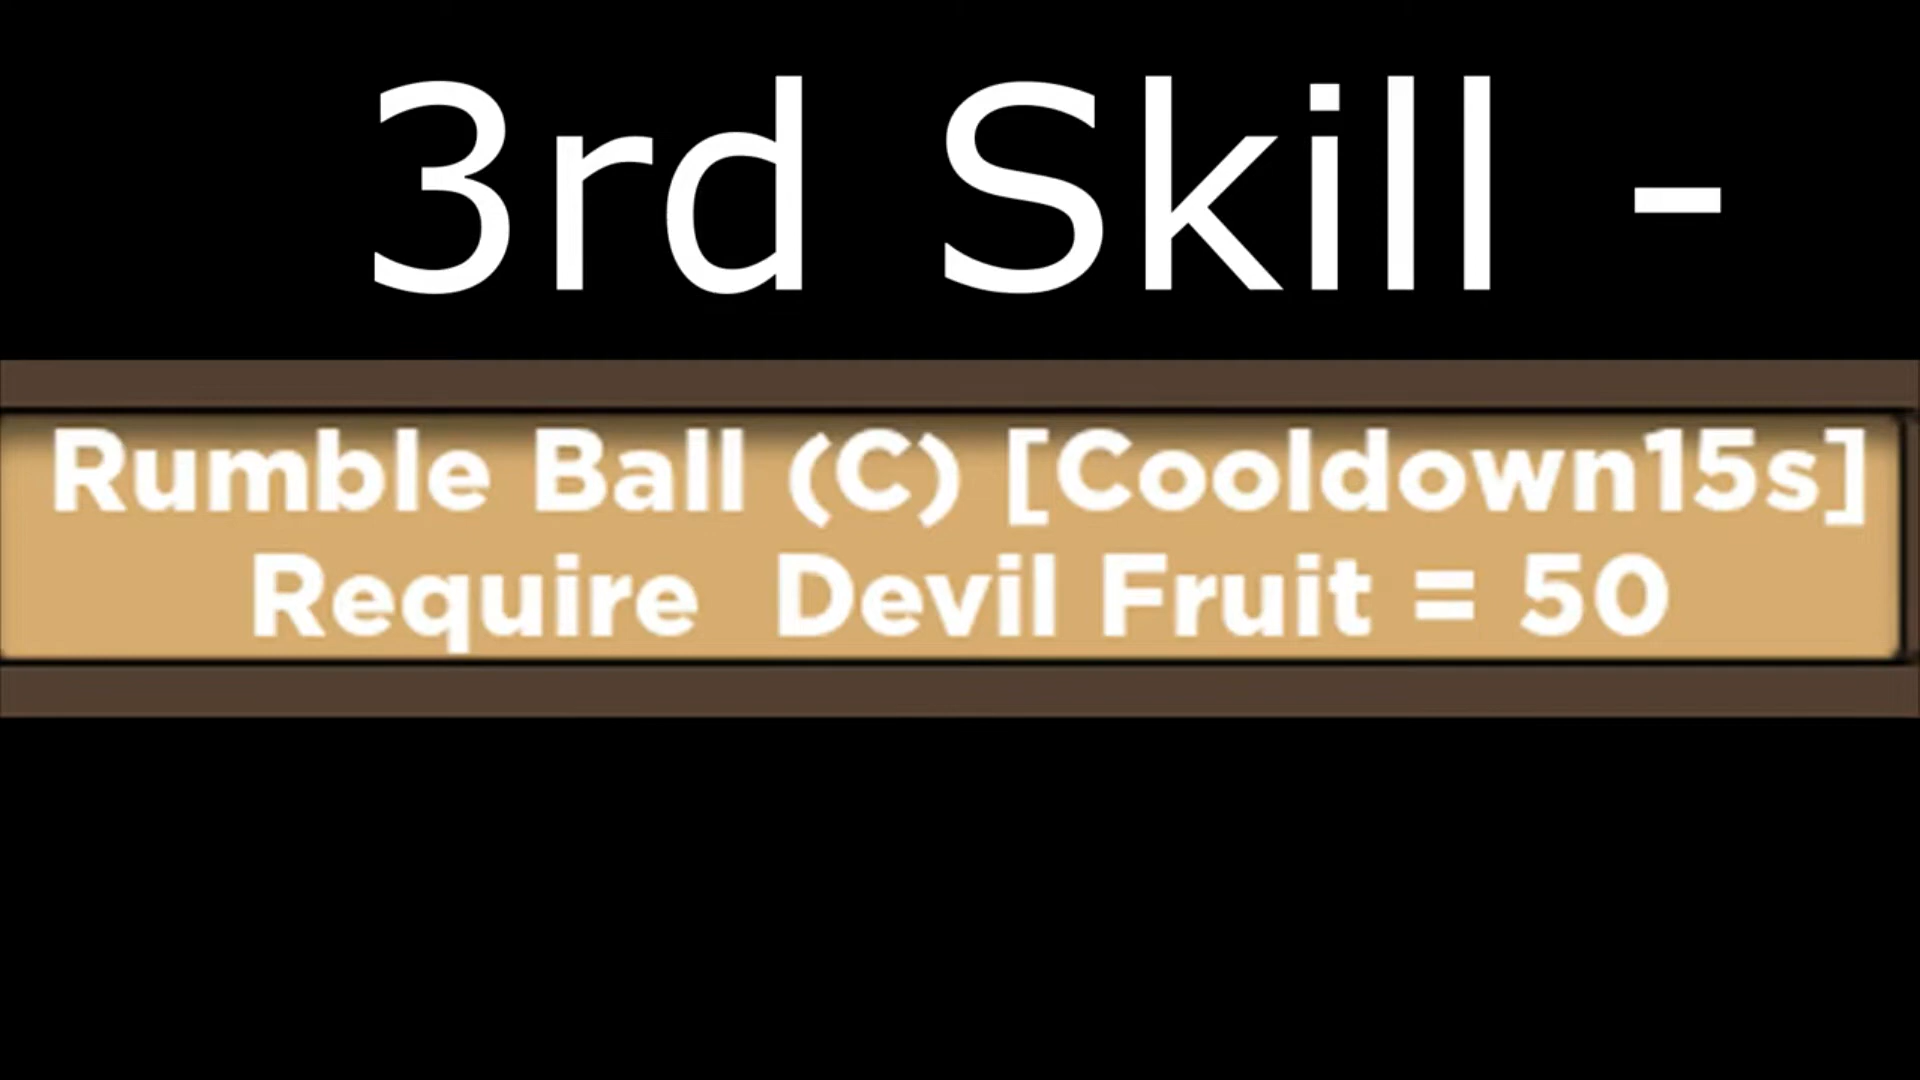 3rd Skill -
Rumble Ball (C) [Cooldown15s]
Require  Devil Fruit = 50